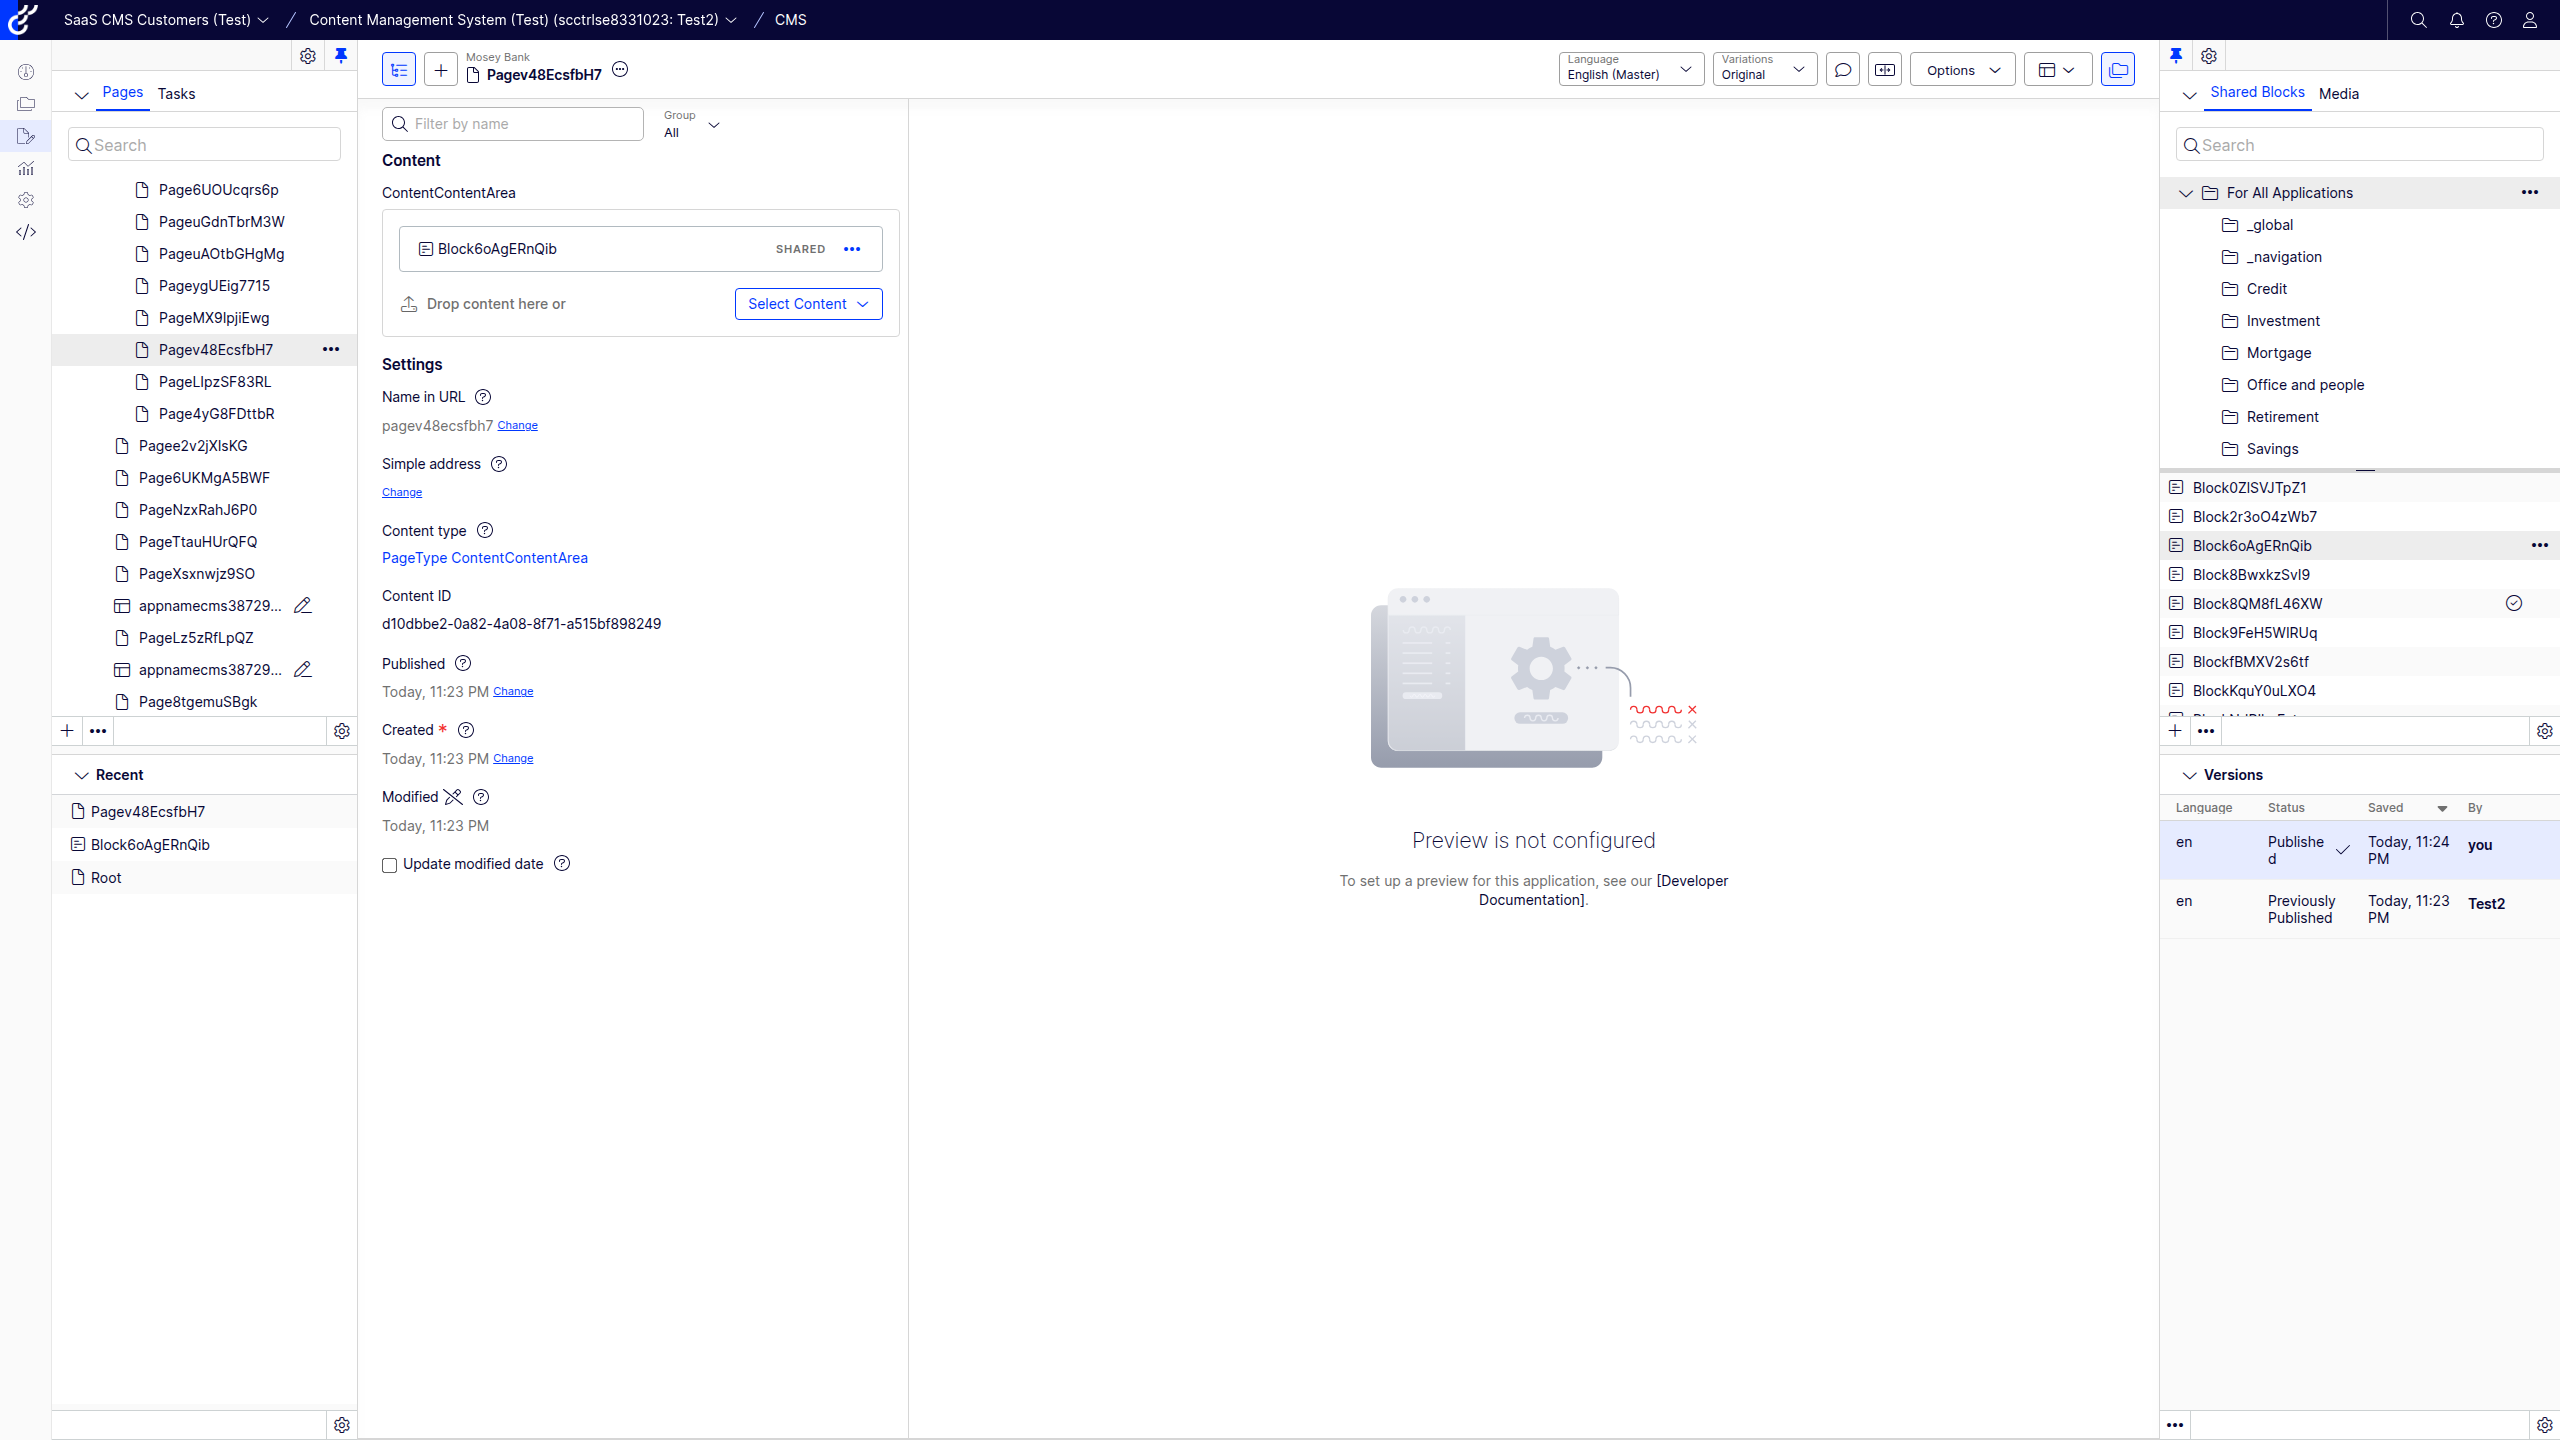 SaaS CMS Customers (Test) / Content Management System (Test) (scctrlse8331023: Test2) / CMS
Pages Tasks
Search
Page6UOUcqrs6p
PageuGdnTbrM3W
PageuAOtbGHgMg
PageygUEig7715
PageMX9lpjiEwg
Pagev48EcsfbH7
PageLlpzSF83RL
Page4yG8FDttbR
Pagee2v2jXlsKG
Page6UKMgA5BWF
PageNzxRahJ6P0
PageTtauHUrQFQ
PageXsxnwjz9SO
appnamecms38729...
PageLz5zRfLpQZ
appnamecms38729...
Page8tgemuSBgk
Recent
Pagev48EcsfbH7
Block6oAgERnQib
Root
Mosey Bank
Pagev48EcsfbH7
Language
English (Master)
Variations
Original
Options
Filter by name
Group
All
Content
ContentContentArea
Block6oAgERnQib SHARED
Drop content here or Select Content
Settings
Name in URL
pagev48ecsfbh7 Change
Simple address
Change
Content type
PageType ContentContentArea
Content ID
d10dbbe2-0a82-4a08-8f71-a515bf898249
Published
Today, 11:23 PM Change
Created *
Today, 11:23 PM Change
Modified
Today, 11:23 PM
Update modified date
Preview is not configured
To set up a preview for this application, see our [Developer
Documentation].
Shared Blocks Media
Search
For All Applications
_global
_navigation
Credit
Investment
Mortgage
Office and people
Retirement
Savings
Block0ZlSVJTpZ1
Block2r3oO4zWb7
Block6oAgERnQib
Block8BwxkzSvI9
Block8QM8fL46XW
Block9FeH5WlRUq
BlockfBMXV2s6tf
BlockKquY0uLXO4
Versions
Language Status Saved By
en Publishe
d Today, 11:24
PM you
en Previously
Published Today, 11:23
PM Test2